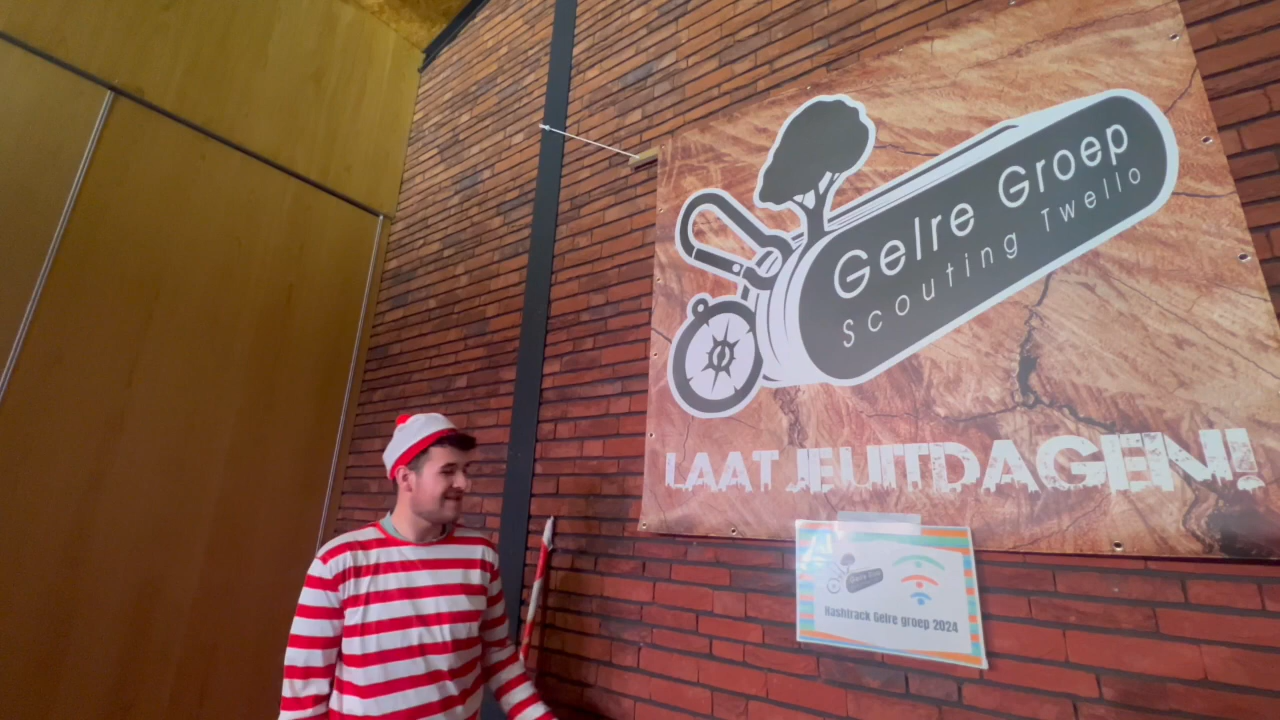 Gelre Groep
Scouting Twello
LAAT JE UITDAGEN!
Hashtrack Gelre groep 2024